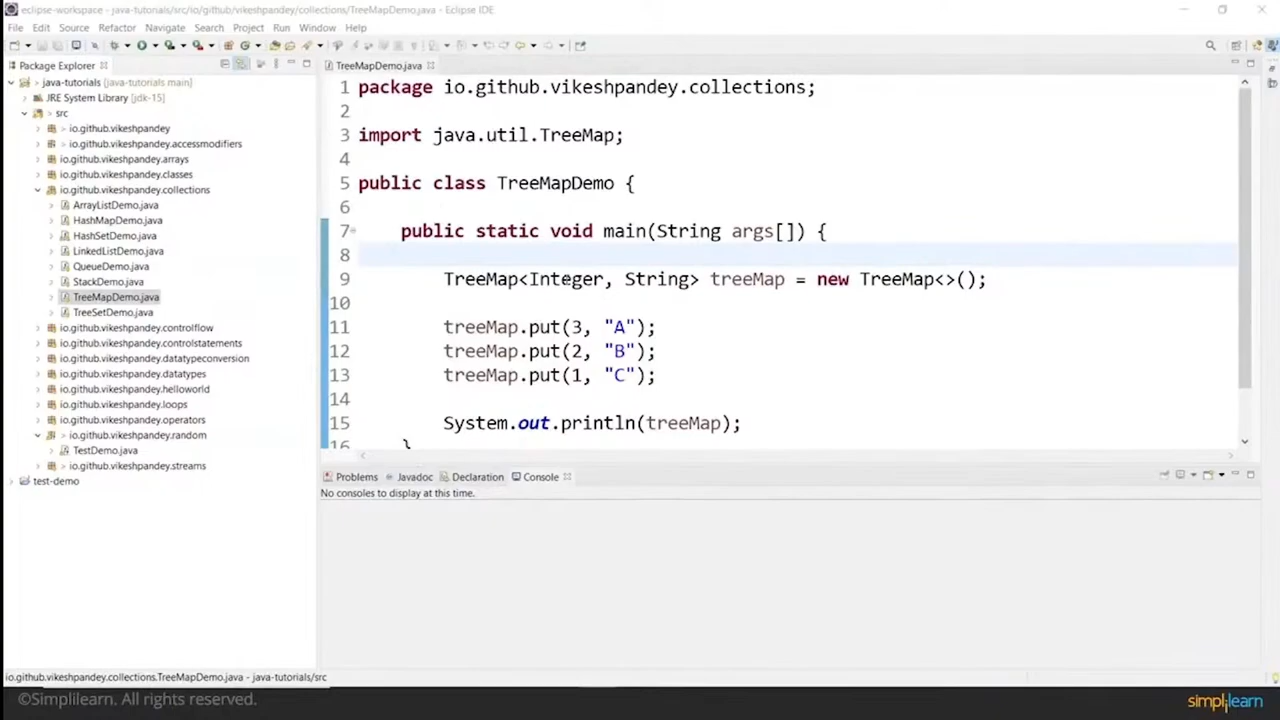 eclipse-workspace - java-tutorials/src/io/github/vikeshpandey/collections/TreeMapDemo.java - Eclipse IDE
File Edit Source Refactor Navigate Search Project Run Window Help
Package Explorer
java-tutorials (java-tutorials main)
JRE System Library [jdk-15]
src
io.github.vikeshpandey
io.github.vikeshpandey.accessmodifiers
io.github.vikeshpandey.arrays
io.github.vikeshpandey.classes
io.github.vikeshpandey.collections
ArrayListDemo.java
HashMapDemo.java
HashSetDemo.java
LinkedListDemo.java
QueueDemo.java
StackDemo.java
TreeMapDemo.java
TreeSetDemo.java
io.github.vikeshpandey.controlflow
io.github.vikeshpandey.controlstatements
io.github.vikeshpandey.datatypeconversion
io.github.vikeshpandey.datatypes
io.github.vikeshpandey.helloworld
io.github.vikeshpandey.loops
io.github.vikeshpandey.operators
io.github.vikeshpandey.random
TestDemo.java
io.github.vikeshpandey.streams
test-demo
TreeMapDemo.java
1 package io.github.vikeshpandey.collections;
2
3 import java.util.TreeMap;
4
5 public class TreeMapDemo {
6
7 public static void main(String args[]) {
8
9 TreeMap<Integer, String> treeMap = new TreeMap<>();
10
11 treeMap.put(3, "A");
12 treeMap.put(2, "B");
13 treeMap.put(1, "C");
14
15 System.out.println(treeMap);
16 }
Problems Javadoc Declaration Console
No consoles to display at this time.
io.github.vikeshpandey.collections.TreeMapDemo.java - java-tutorials/src
©Simplilearn. All rights reserved.
simplilearn